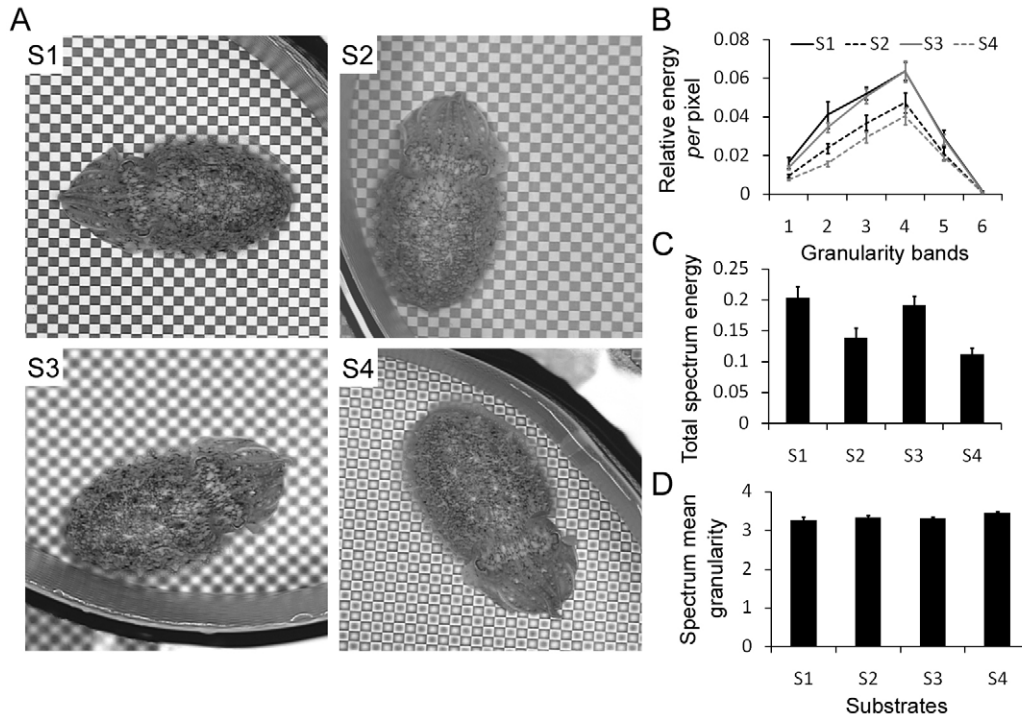 A
S1
S2
S3
S4
B
S1 S2 S3 S4
Relative energy
per pixel
0.08
0.06
0.04
0.02
0
1 2 3 4 5 6
Granularity bands
C
Total spectrum energy
0.25
0.2
0.15
0.1
0.05
0
S1 S2 S3 S4
D
Spectrum mean
granularity
4
3
2
1
0
S1 S2 S3 S4
Substrates